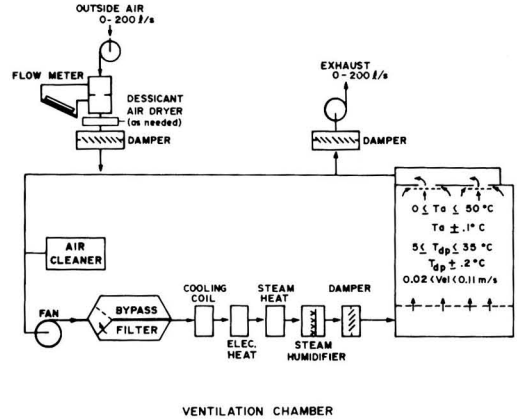 OUTSIDE AIR
0-200 l/s
FLOW METER
DESSICANT
AIR DRYER
(as needed)
DAMPER
EXHAUST
0-200 l/s
DAMPER
0 ≤ Ta ≤ 50 °C
Ta ± .1°C
5 ≤ Tdp ≤ 35 °C
Tdp ± .2°C
0.02 < Vel < 0.11 m/s
AIR
CLEANER
FAN
BYPASS
FILTER
COOLING
COIL
ELEC.
HEAT
STEAM
HEAT
STEAM
HUMIDIFIER
DAMPER
VENTILATION CHAMBER